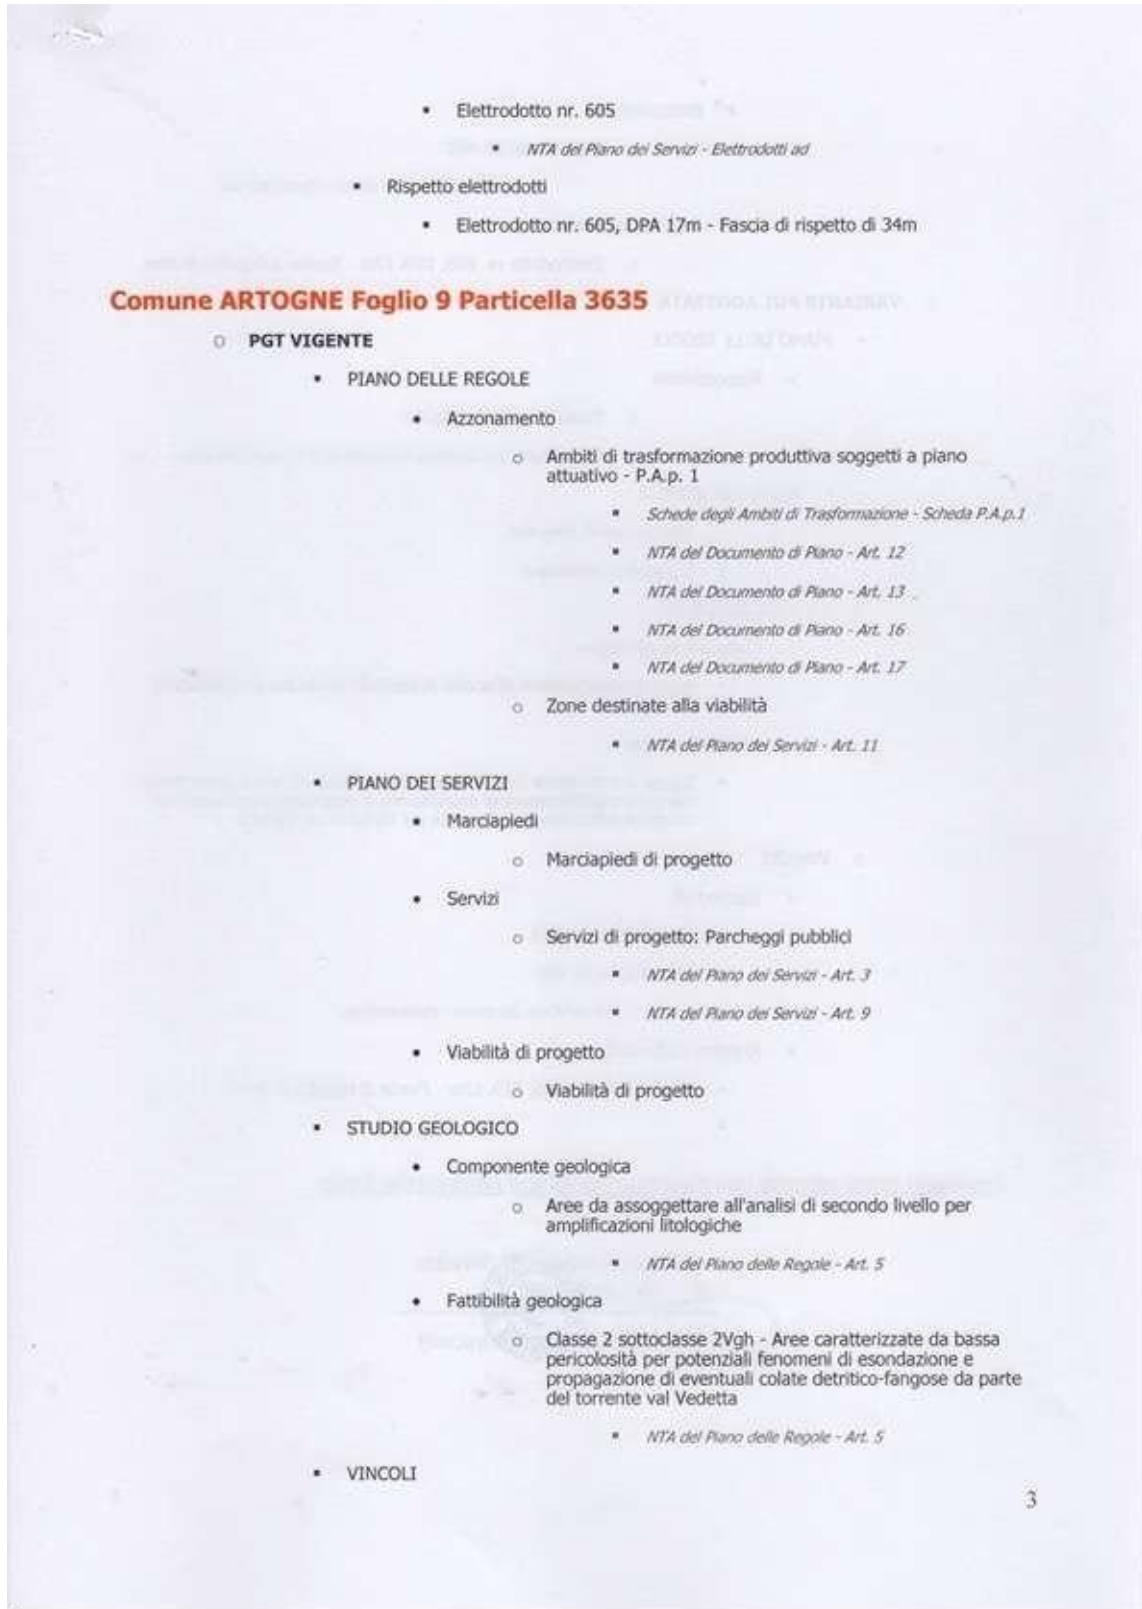 Elettrodotto nr. 605
NTA del Piano dei Servizi - Elettrodotti ad
Rispetto elettrodotti
Elettrodotto nr. 605, DPA 17m - Fascia di rispetto di 34m
Comune ARTOGNE Foglio 9 Particella 3635
PGT VIGENTE
PIANO DELLE REGOLE
Azzonamento
Ambiti di trasformazione produttiva soggetti a piano
attuativo - P.A.p. 1
Schede degli Ambiti di Trasformazione - Scheda P.A.p.1
NTA del Documento di Piano - Art. 12
NTA del Documento di Piano - Art. 13
NTA del Documento di Piano - Art. 16
NTA del Documento di Piano - Art. 17
Zone destinate alla viabilità
NTA del Piano dei Servizi - Art. 11
PIANO DEI SERVIZI
Marciapiedi
Marciapiedi di progetto
Servizi
Servizi di progetto: Parcheggi pubblici
NTA del Piano dei Servizi - Art. 3
NTA del Piano dei Servizi - Art. 9
Viabilità di progetto
Viabilità di progetto
STUDIO GEOLOGICO
Componente geologica
Aree da assoggettare all'analisi di secondo livello per
amplificazioni litologiche
NTA del Piano delle Regole - Art. 5
Fattibilità geologica
Classe 2 sottoclasse 2Vgh - Aree caratterizzate da bassa
pericolosità per potenziali fenomeni di esondazione e
propagazione di eventuali colate detritico-fangose da parte
del torrente val Vedetta
NTA del Piano delle Regole - Art. 5
VINCOLI
3